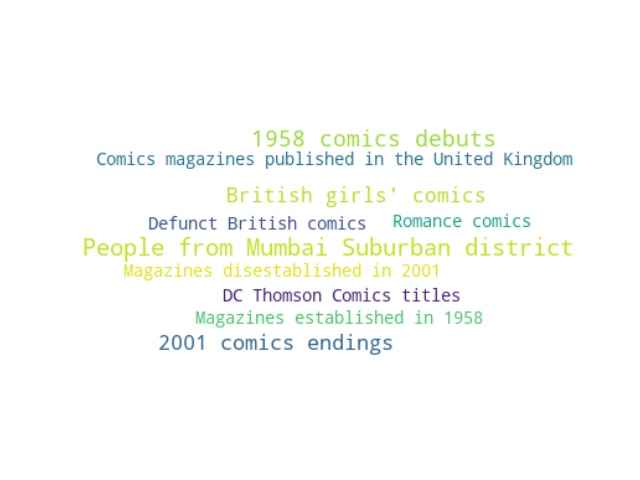 1958 comics debuts
Comics magazines published in the United Kingdom
British girls' comics
Defunct British comics
Romance comics
People from Mumbai Suburban district
Magazines disestablished in 2001
DC Thomson Comics titles
Magazines established in 1958
2001 comics endings